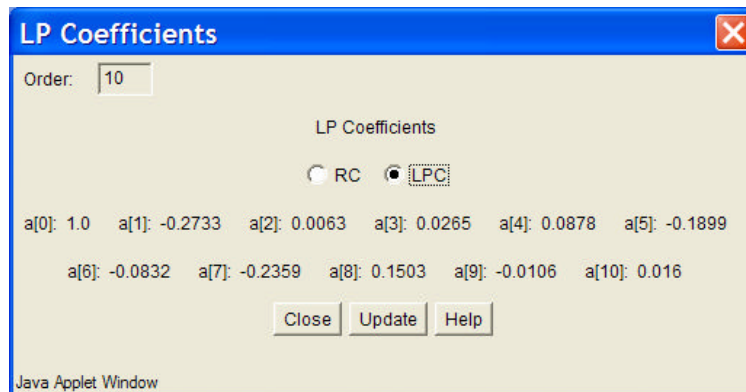 LP Coefficients
Order: 10
LP Coefficients
RC LPC
a[0]: 1.0 a[1]: -0.2733 a[2]: 0.0063 a[3]: 0.0265 a[4]: 0.0878 a[5]: -0.1899
a[6]: -0.0832 a[7]: -0.2359 a[8]: 0.1503 a[9]: -0.0106 a[10]: 0.016
Close Update Help
Java Applet Window